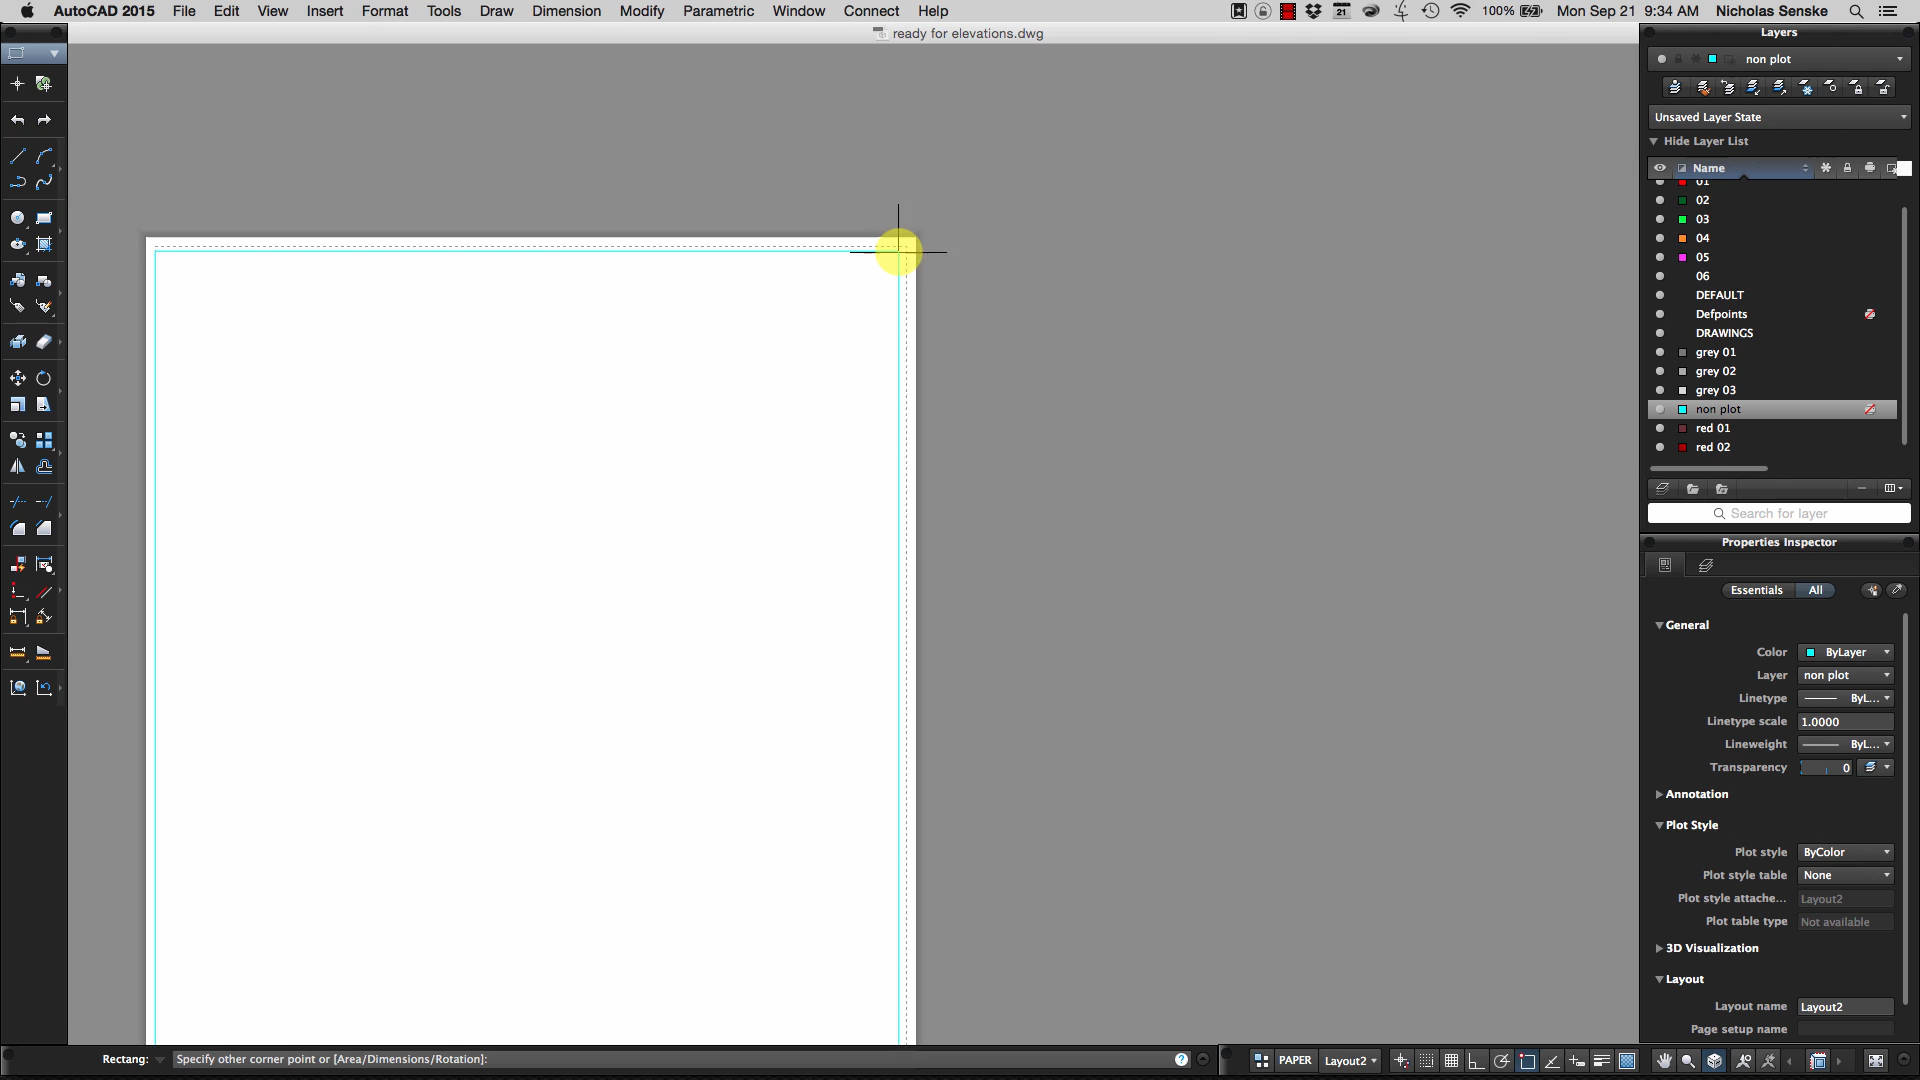 AutoCAD 2015 File Edit View Insert Format Tools Draw Dimension Modify Parametric Window Connect Help 21 100% Mon Sep 21 9:34 AM Nicholas Senske
ready for elevations.dwg
Layers
non plot
Unsaved Layer State
Hide Layer List
Name
01
02
03
04
05
06
DEFAULT
Defpoints
DRAWINGS
grey 01
grey 02
grey 03
non plot
red 01
red 02
Search for layer
Properties Inspector
Essentials All
General
Color ByLayer
Layer non plot
Linetype ByL...
Linetype scale 1.0000
Lineweight ByL...
Transparency 0
Annotation
Plot Style
Plot style ByColor
Plot style table None
Plot style attache... Layout2
Plot table type Not available
3D Visualization
Layout
Layout name Layout2
Page setup name
Rectang: Specify other corner point or [Area/Dimensions/Rotation]: ? PAPER Layout2